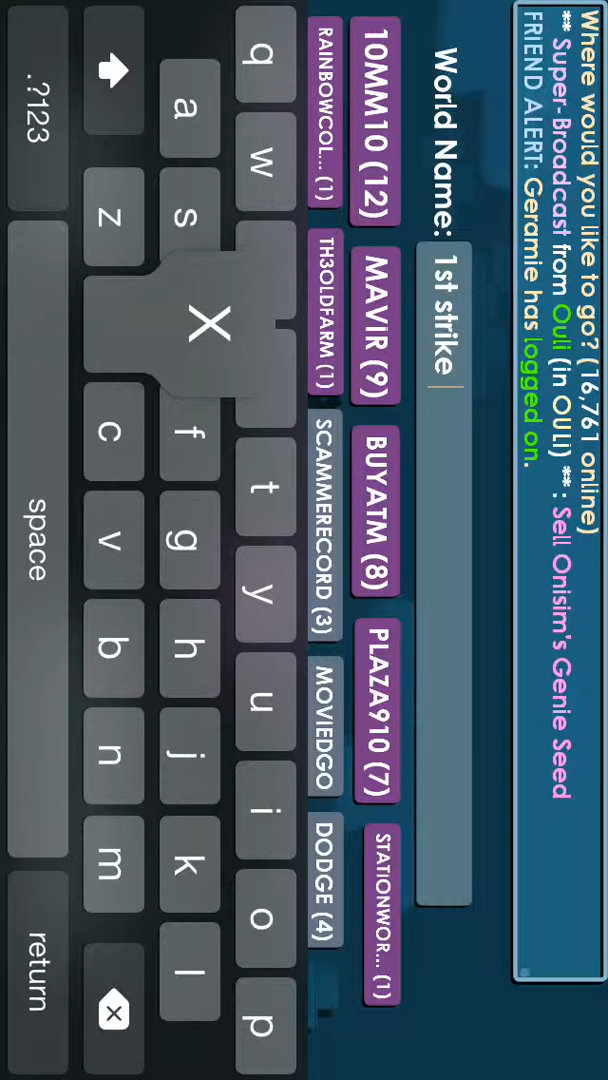 Where would you like to go? (16,761 online)
** Super-Broadcast from Ouli (in OULI) ** : Sell Onisim's Genie Seed
FRIEND ALERT: Geramie has logged on.
World Name: 1st strike
10MM10 (12) MAVIR (9) BUYATM (8) PLAZA910 (7) STATIONWOR... (1)
RAINBOWCOL... (1) TH3OLDFARM (1) SCAMMERECORD (3) MOVIEDGO DODGE (4)
q w t y u i o p
a s f g h j k l
X
z c v b n m
.?123 space return